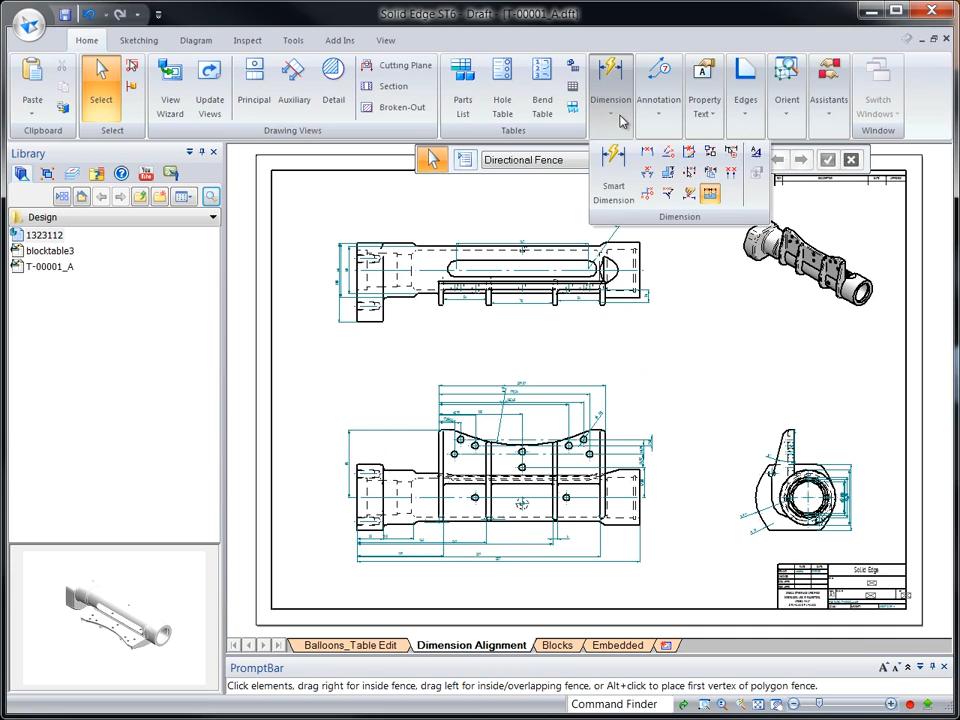 Solid Edge ST6 - Draft - [T-00001_A.dft]
Home
Sketching
Diagram
Inspect
Tools
Add Ins
View
Paste
Clipboard
Select
Select
View
Wizard
Update
Views
Principal
Auxiliary
Detail
Cutting Plane
Section
Broken-Out
Drawing Views
Parts
List
Hole
Table
Bend
Table
Tables
Dimension
Annotation
Property
Text
Edges
Orient
Assistants
Switch
Windows
Window
Library
Directional Fence
Smart
Dimension
Dimension
Design
1323112
blocktable3
T-00001_A
Solid Edge
Balloons_Table Edit
Dimension Alignment
Blocks
Embedded
PromptBar
Click elements, drag right for inside fence, drag left for inside/overlapping fence, or Alt+click to place first vertex of polygon fence.
Command Finder